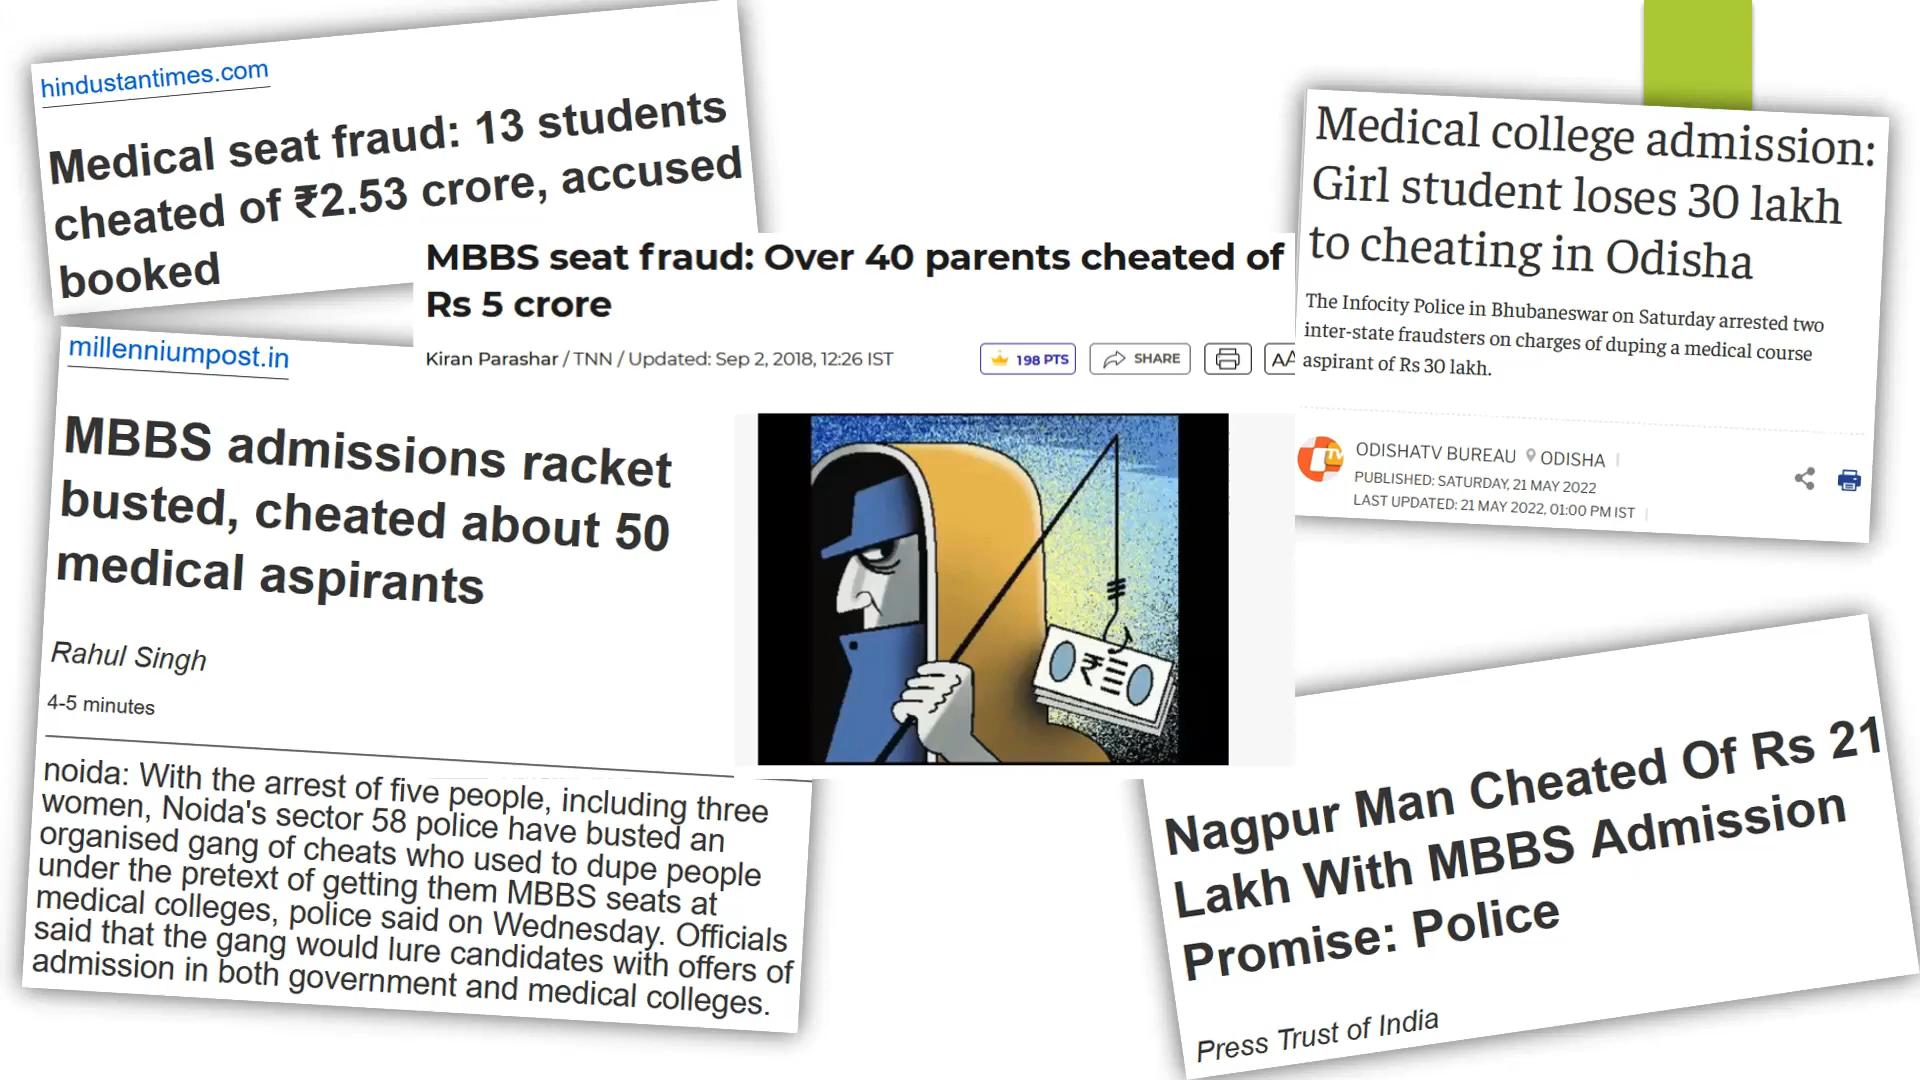 hindustantimes.com
Medical seat fraud: 13 students
cheated of ₹2.53 crore, accused
booked
MBBS seat fraud: Over 40 parents cheated of
Rs 5 crore
Kiran Parashar / TNN / Updated: Sep 2, 2018, 12:26 IST
198 PTS
SHARE
AA
₹
Medical college admission:
Girl student loses 30 lakh
to cheating in Odisha
The Infocity Police in Bhubaneswar on Saturday arrested two
inter-state fraudsters on charges of duping a medical course
aspirant of Rs 30 lakh.
TV
ODISHATV BUREAU ODISHA
PUBLISHED: SATURDAY, 21 MAY 2022
LAST UPDATED: 21 MAY 2022, 01:00 PM IST
millenniumpost.in
MBBS admissions racket
busted, cheated about 50
medical aspirants
Rahul Singh
4-5 minutes
noida: With the arrest of five people, including three
women, Noida's sector 58 police have busted an
organised gang of cheats who used to dupe people
under the pretext of getting them MBBS seats at
medical colleges, police said on Wednesday. Officials
said that the gang would lure candidates with offers of
admission in both government and medical colleges.
Nagpur Man Cheated Of Rs 21
Lakh With MBBS Admission
Promise: Police
Press Trust of India